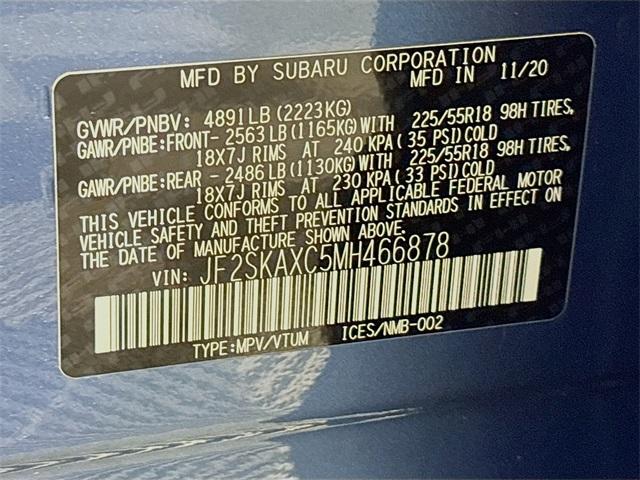 MFD BY SUBARU CORPORATION
MFD IN 11/20
GVWR/PNBV: 4891LB (2223KG)
GAWR/PNBE:FRONT- 2563 LB (1165KG) WITH 225/55R18 98H TIRES,
18X7J RIMS AT 240 KPA ( 35 PSI) COLD
GAWR/PNBE:REAR - 2486 LB (1130KG) WITH 225/55R18 98H TIRES,
18X7J RIMS AT 230 KPA ( 33 PSI) COLD
THIS VEHICLE CONFORMS TO ALL APPLICABLE FEDERAL MOTOR
VEHICLE SAFETY AND THEFT PREVENTION STANDARDS IN EFFECT ON
THE DATE OF MANUFACTURE SHOWN ABOVE.
VIN: JF2SKAXC5MH466878
TYPE:MPV/VTUM ICES/NMB-002